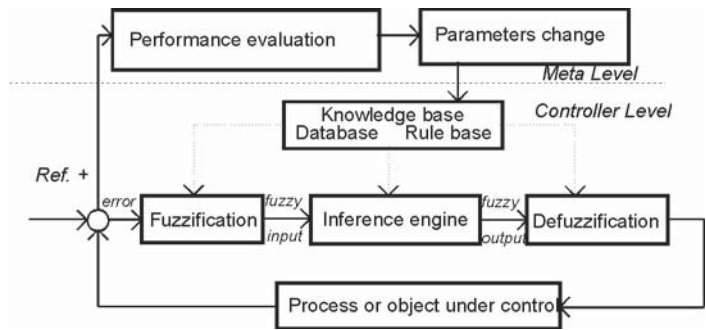 Performance evaluation
Parameters change
Meta Level
Controller Level
Knowledge base
Database Rule base
Ref. +
error
Fuzzification
fuzzy
input
Inference engine
fuzzy
output
Defuzzification
Process or object under control